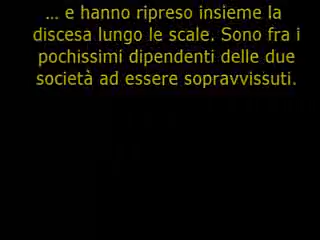 ... e hanno ripreso insieme la
discesa lungo le scale. Sono fra i
pochissimi dipendenti delle due
società ad essere sopravvissuti.